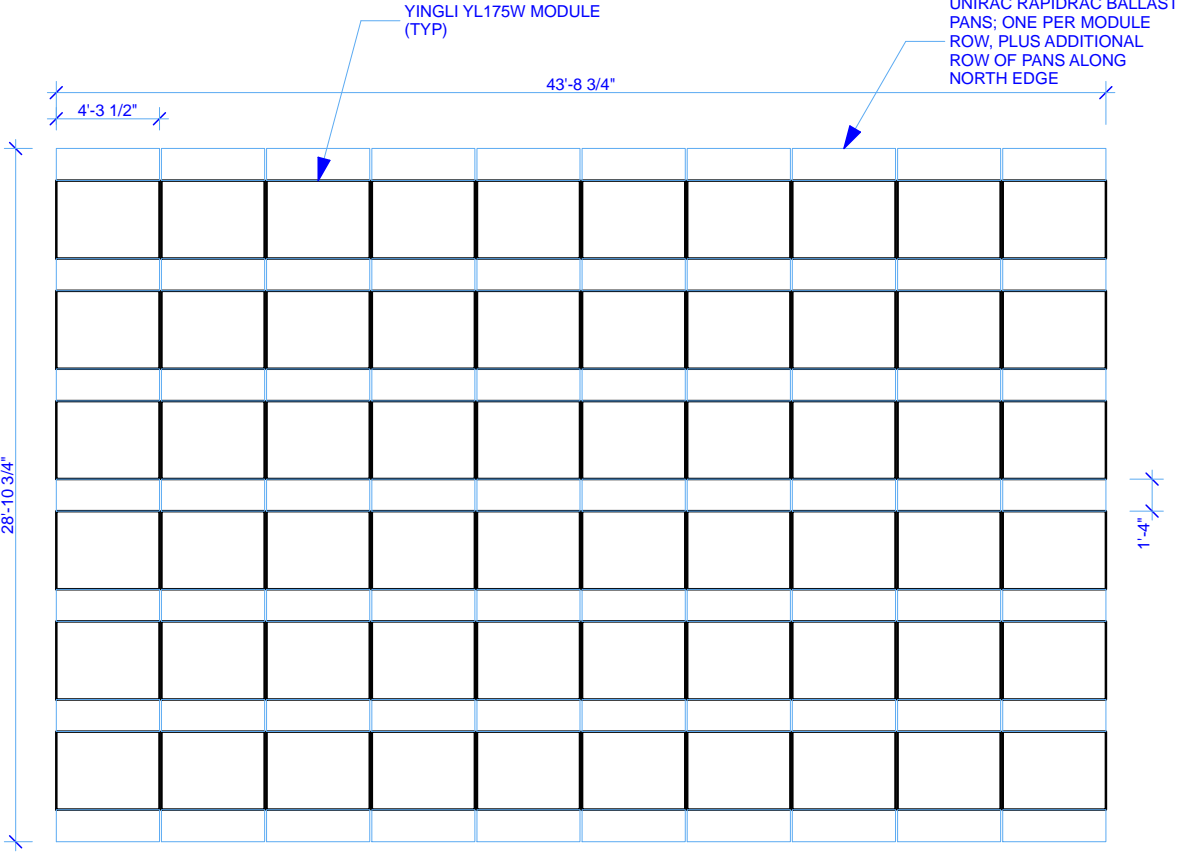 YINGLI YL175W MODULE
(TYP)
UNIRAC RAPIDRAC BALLAST
PANS; ONE PER MODULE
ROW, PLUS ADDITIONAL
ROW OF PANS ALONG
NORTH EDGE
43'-8 3/4"
4'-3 1/2"
28'-10 3/4"
1'-4"